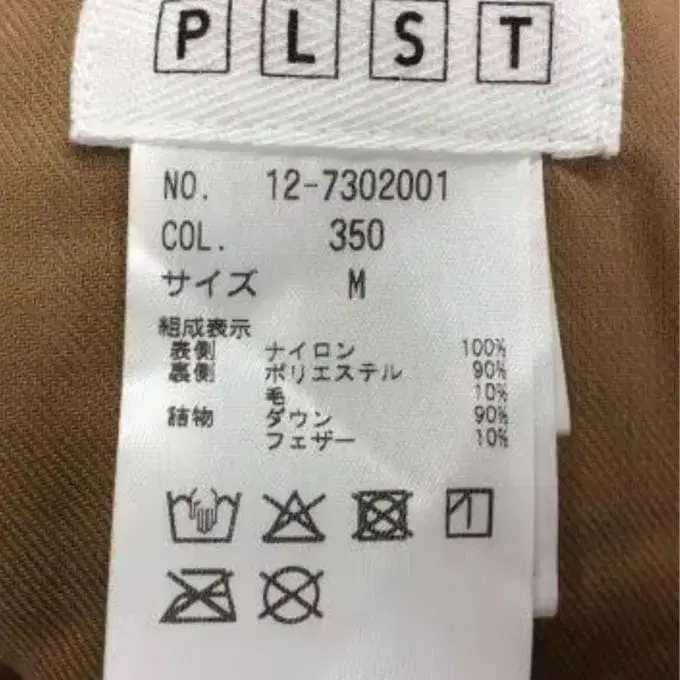 PLST
NO. 12-7302001
COL. 350
サイズ M
組成表示
表側 ナイロン 100%
裏側 ポリエステル 90%
毛 10%
詰物 ダウン 90%
フェザー 10%